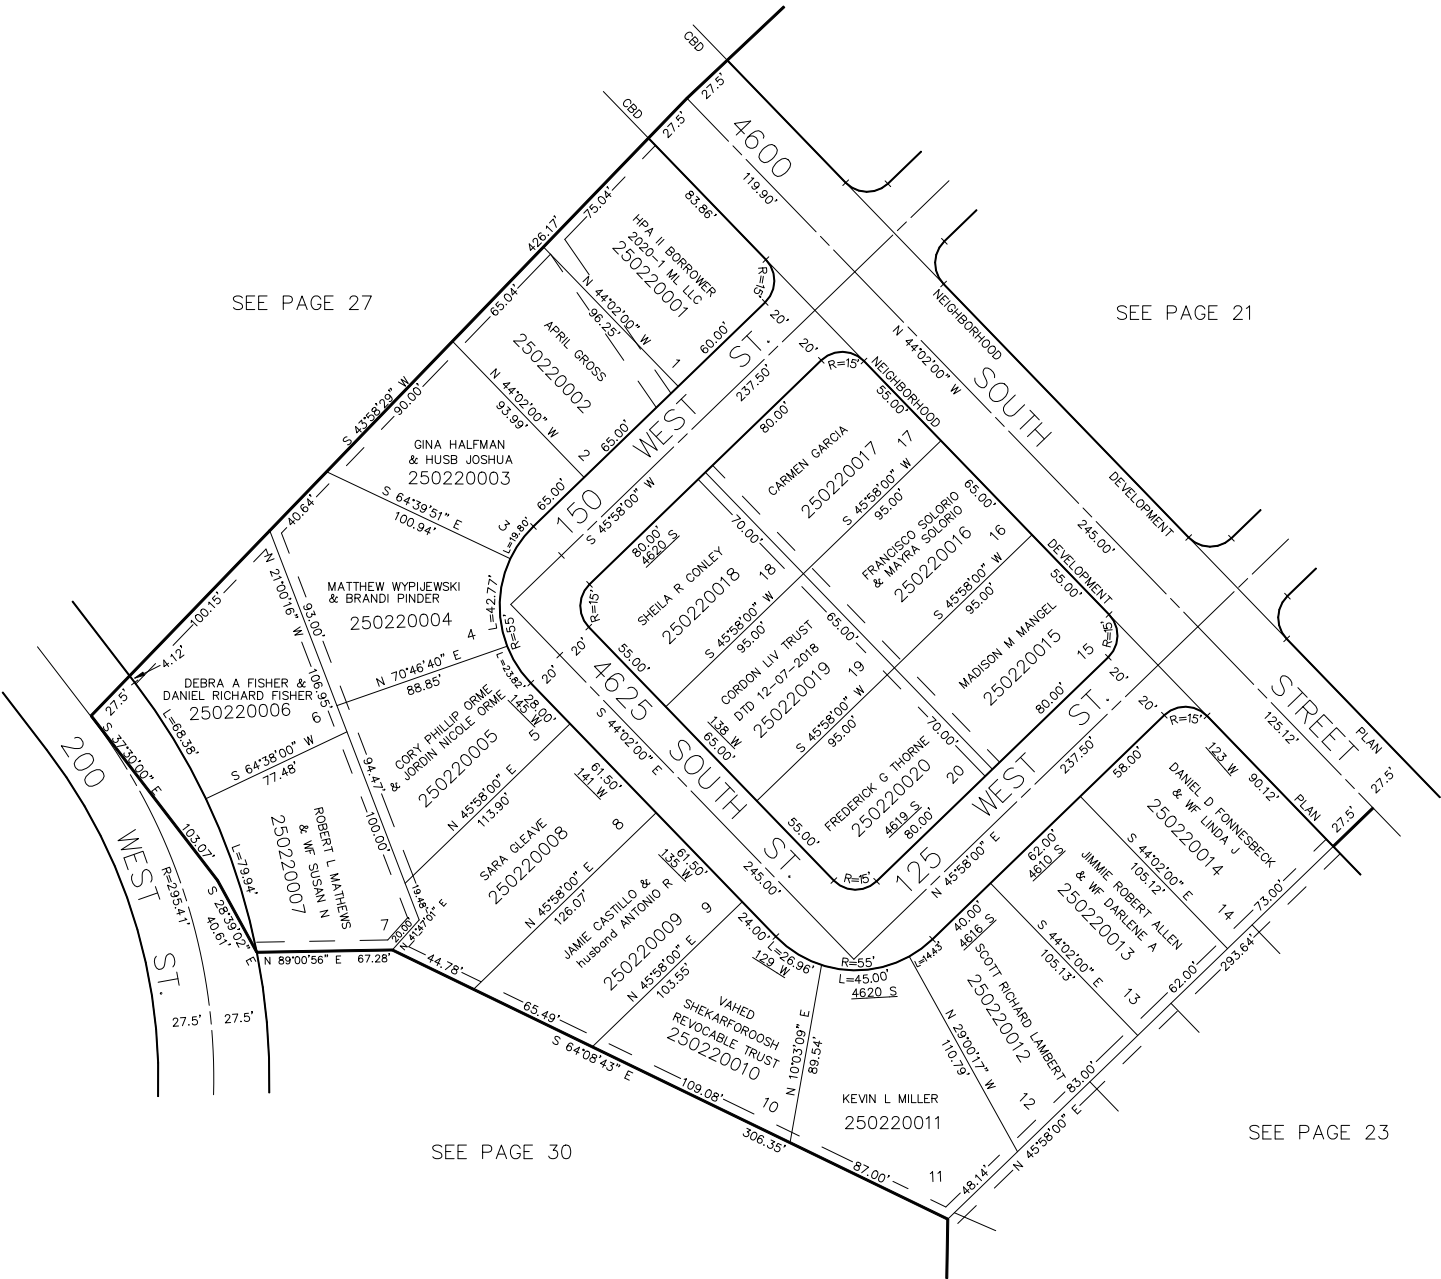 CBD
27.5'
4600
CBD
27.5'
119.90'
75.04'
83.86'
426.17'
HPA II BORROWER
2020-1 ML LLC
250220001
R=15'
N 44°02'00" W
96.25'
60.00'
20'
1
SEE PAGE 27
SEE PAGE 21
NEIGHBORHOOD
N 44°02'00" W
SOUTH
65.04'
APRIL GROSS
250220002
N 44°02'00" W
93.99'
2
65.00'
WEST ST.
237.50'
20'
R=15'
NEIGHBORHOOD
55.00'
S 43°58'29" W
90.00'
GINA HALFMAN
& HUSB JOSHUA
250220003
S 64°39'51" E
100.94'
3
L=19.80'
65.00'
150
S 45°58'00" W
80.00'
CARMEN GARCIA
250220017
17
S 45°58'00" W
95.00'
65.00'
DEVELOPMENT
245.00'
40.64'
N 21°00'16" W
93.00'
106.95'
MATTHEW WYPIJEWSKI
& BRANDI PINDER
250220004
4
L=42.77'
R=55'
80.00'
4620 S
70.00'
SHEILA R CONLEY
250220018
18
S 45°58'00" W
95.00'
R=15'
20'
55.00'
FRANCISCO SOLORIO
& MAYRA SOLORIO
250220016
16
S 45°58'00" W
95.00'
DEVELOPMENT
55.00'
R=15'
100.15'
4.12'
27.5'
N 70°46'40" E
88.85'
L=23.82'
20'
28.00'
145 W
DEBRA A FISHER &
DANIEL RICHARD FISHER
250220006
6
L=68.38'
S 64°38'00" W
77.48'
CORY PHILLIP ORME
& JORDIN NICOLE ORME
250220005
5
4625
S 44°02'00" E
65.00'
CORDON LIV TRUST
DTD 12-07-2018
250220019
19
138 W
65.00'
S 45°58'00" W
95.00'
MADISON M MANGEL
250220015
15
20'
80.00'
70.00'
STREET
125.12'
PLAN
27.5'
S 37°30'00" E
103.07'
200
94.47'
100.00'
N 45°58'00" E
113.90'
61.50'
141 W
SOUTH ST.
FREDERICK G THORNE
250220020
20
4619 S
80.00'
55.00'
WEST ST.
237.50'
20'
R=15'
58.00'
123 W
90.12'
PLAN
27.5'
ROBERT L MATHEWS
& WF SUSAN N
250220007
7
L=79.94'
SARA GLEAVE
250220008
8
N 45°58'00" E
126.07'
61.50'
135 W
245.00'
R=15'
125
N 45°58'00" E
62.00'
4610 S
DANIEL D FONNESBECK
& WF LINDA J
250220014
14
S 44°02'00" E
105.12'
73.00'
WEST ST.
R=295.41'
S 28°39'02" E
40.61'
19.48'
20.00'
N 41°47'01" E
N 89°00'56" E 67.28'
44.78'
JAMIE CASTILLO &
husband ANTONIO R
250220009
9
N 45°58'00" E
103.55'
24.00'
L=26.96'
129 W
R=55'
L=45.00'
4620 S
L=14.43'
40.00'
4616 S
JIMMIE ROBERT ALLEN
& WF DARLENE A
250220013
13
S 44°02'00" E
105.13'
62.00'
293.64'
27.5'
27.5'
65.49'
S 64°08'43" E
VAHED
SHEKARFOROOSH
REVOCABLE TRUST
250220010
10
109.08'
N 10°03'09" E
89.54'
SCOTT RICHARD LAMBERT
250220012
12
N 29°00'17" W
110.79'
83.00'
KEVIN L MILLER
250220011
11
306.35'
87.00'
48.14'
N 45°58'00" E
SEE PAGE 30
SEE PAGE 23